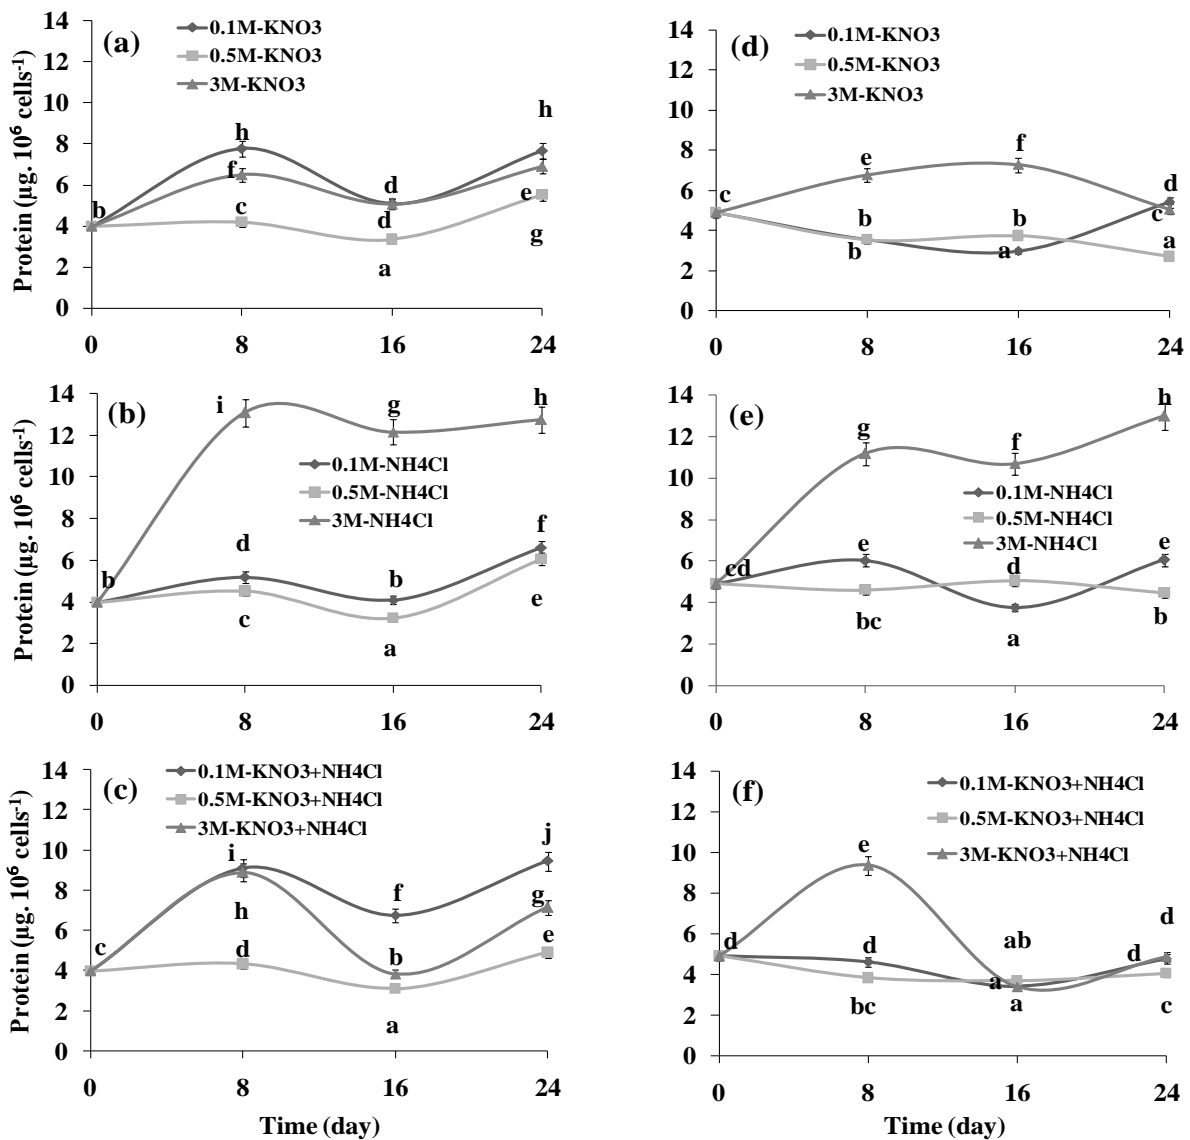 (a)
0.1M-KNO3
0.5M-KNO3
3M-KNO3
Protein (µg. 10⁶ cells⁻¹)
14
12
10
8
6
4
2
0
b
h
f
c
d
d
a
h
e
g
0 8 16 24
(d)
0.1M-KNO3
0.5M-KNO3
3M-KNO3
14
12
10
8
6
4
2
0
c
e
b
b
f
b
a
d
c
a
0 8 16 24
(b)
0.1M-NH4Cl
0.5M-NH4Cl
3M-NH4Cl
Protein (µg. 10⁶ cells⁻¹)
14
12
10
8
6
4
2
0
b
i
d
c
g
b
a
h
f
e
0 8 16 24
(e)
0.1M-NH4Cl
0.5M-NH4Cl
3M-NH4Cl
14
12
10
8
6
4
2
0
cd
g
e
bc
f
d
a
h
e
b
0 8 16 24
(c)
0.1M-KNO3+NH4Cl
0.5M-KNO3+NH4Cl
3M-KNO3+NH4Cl
Protein (µg. 10⁶ cells⁻¹)
14
12
10
8
6
4
2
0
c
i
h
d
f
b
a
j
g
e
0 8 16 24
Time (day)
(f)
0.1M-KNO3+NH4Cl
0.5M-KNO3+NH4Cl
3M-KNO3+NH4Cl
14
12
10
8
6
4
2
0
d
e
d
bc
ab
a
a
d
d
c
0 8 16 24
Time (day)